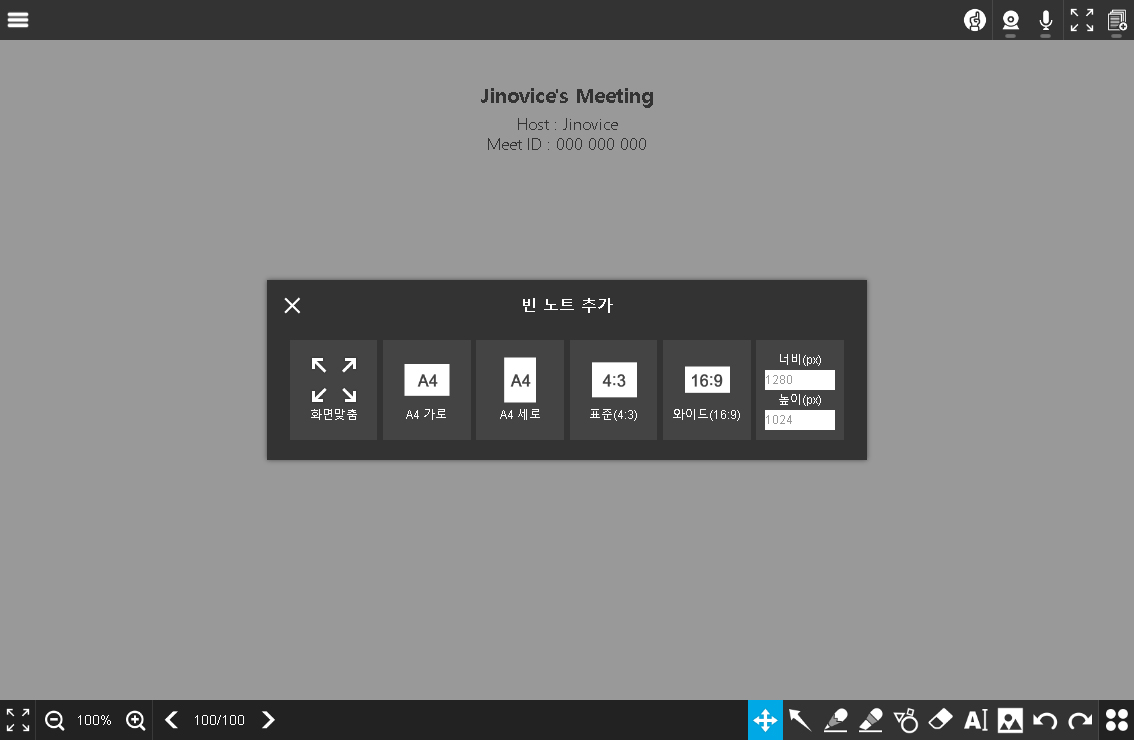 Jinovice's Meeting
Host : Jinovice
Meet ID : 000 000 000
빈 노트 추가
화면맞춤
A4
A4 가로
A4
A4 세로
4:3
표준(4:3)
16:9
와이드(16:9)
너비(px)
1280
높이(px)
1024
100%
100/100
AI